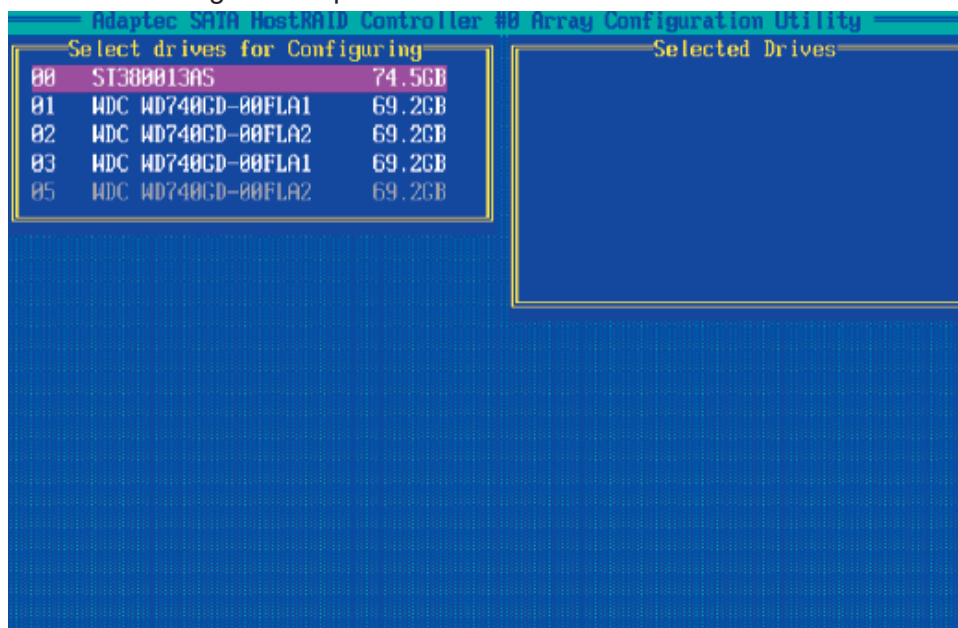 Adaptec SATA HostRAID Controller #0 Array Configuration Utility
Select drives for Configuring
00 ST380013AS 74.5GB
01 WDC WD740GD-00FLA1 69.2GB
02 WDC WD740GD-00FLA2 69.2GB
03 WDC WD740GD-00FLA1 69.2GB
05 WDC WD740GD-00FLA2 69.2GB
Selected Drives